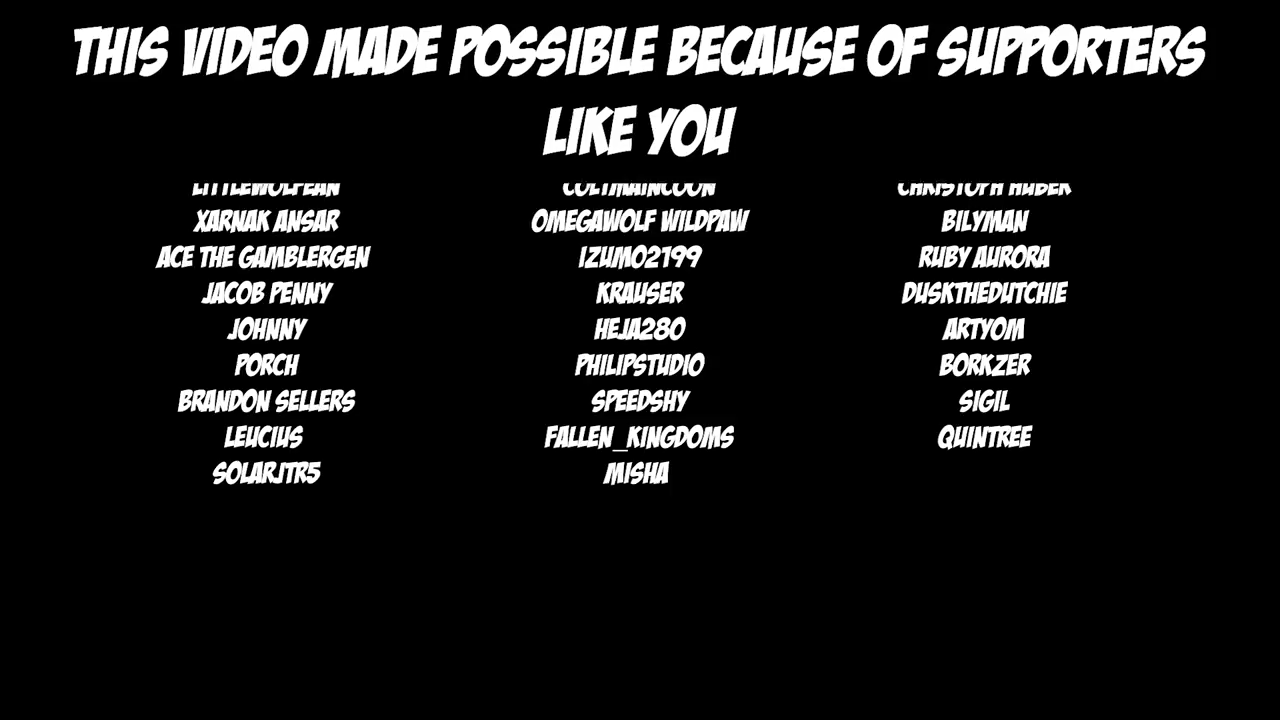 THIS VIDEO MADE POSSIBLE BECAUSE OF SUPPORTERS
LIKE YOU
CHRISTOPH HUBER
XARNAK ANSAR OMEGAWOLF WILDPAW BILYMAN
ACE THE GAMBLERGEN IZUMO2199 RUBY AURORA
JACOB PENNY KRAUSER DUSKTHEDUTCHIE
JOHNNY HEJA280 ARTYOM
PORCH PHILIPSTUDIO BORKZER
BRANDON SELLERS SPEEDSHY SIGIL
LEUCIUS FALLEN_KINGDOMS QUINTREE
SOLARJTR5 MISHA